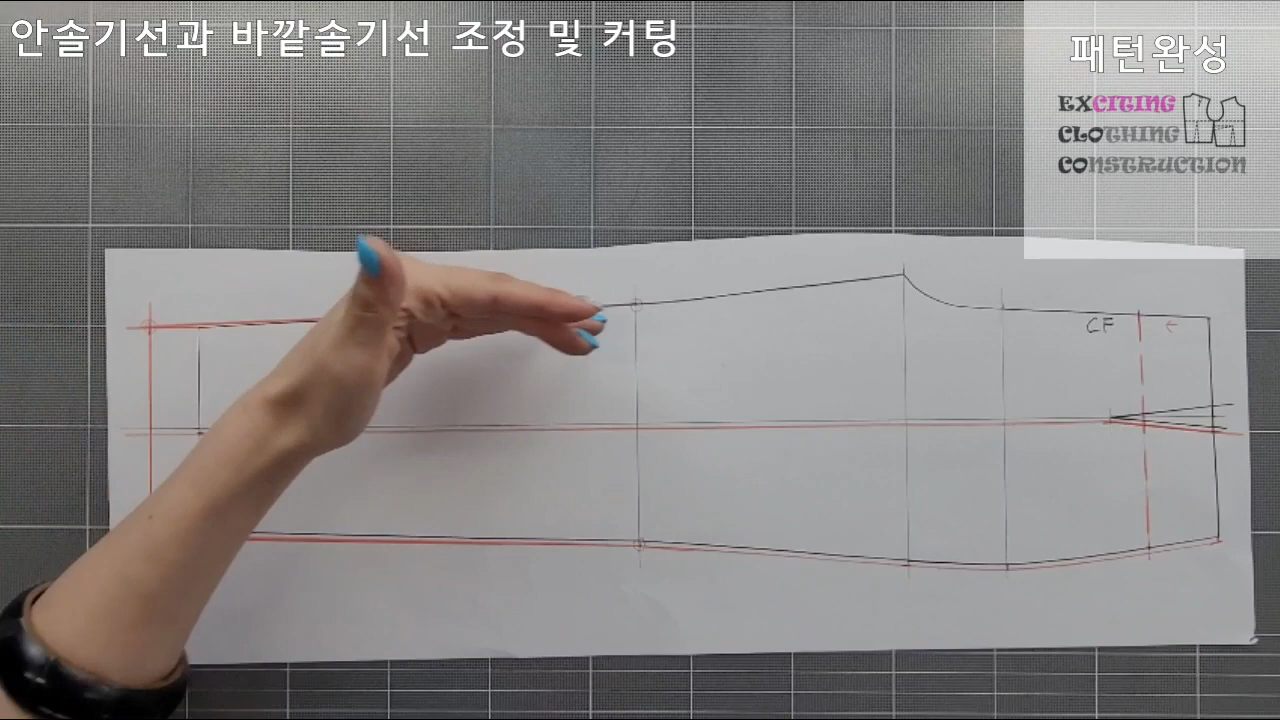 안솔기선과 바깥솔기선 조정 및 커팅
패턴완성
EXCITING
CLOTHING
CONSTRUCTION
CF